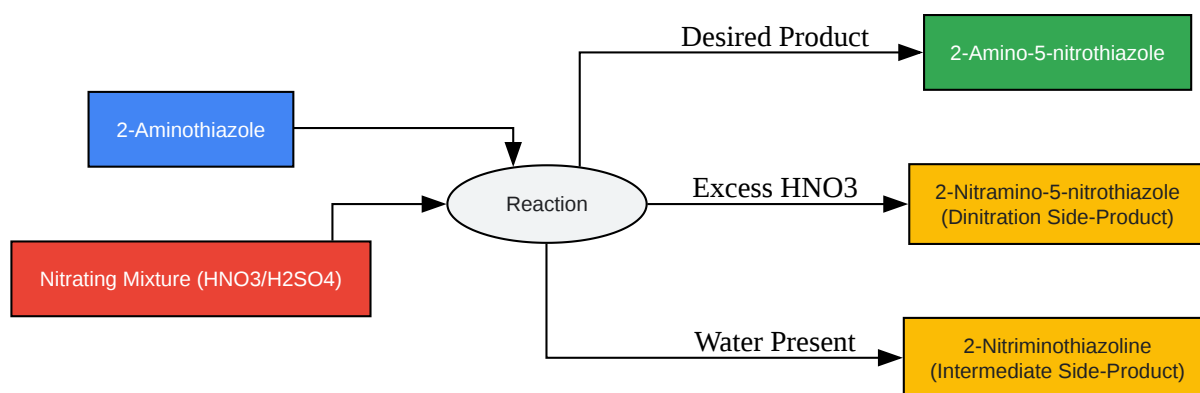 Desired Product
2-Amino-5-nitrothiazole
2-Aminothiazole
Reaction
Excess HNO3
2-Nitramino-5-nitrothiazole
(Dinitration Side-Product)
Nitrating Mixture (HNO3/H2SO4)
Water Present
2-Nitriminothiazoline
(Intermediate Side-Product)